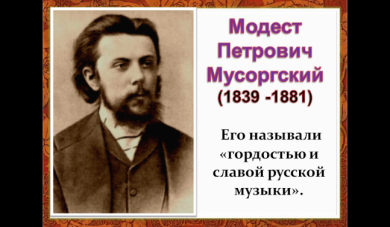 Модест
Петрович
Мусоргский
(1839 -1881)
Его называли
«гордостью и
славой русской
музыки».